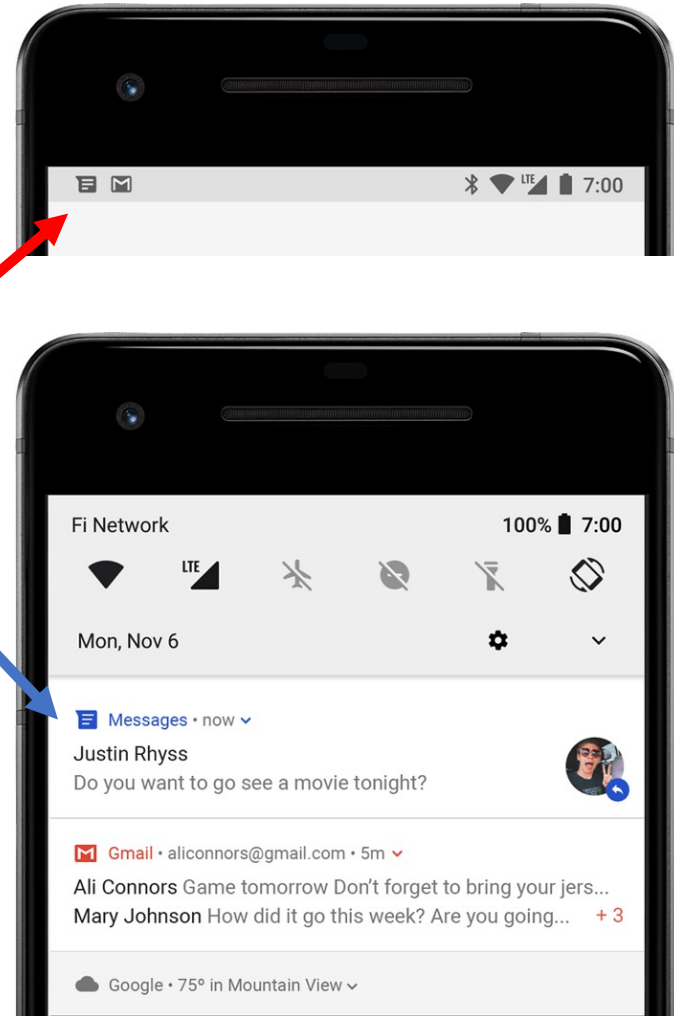 LTE 7:00
Fi Network 100% 7:00
LTE
Mon, Nov 6
Messages • now
Justin Rhyss
Do you want to go see a movie tonight?
Gmail • aliconnors@gmail.com • 5m
Ali Connors Game tomorrow Don't forget to bring your jers...
Mary Johnson How did it go this week? Are you going... + 3
Google • 75º in Mountain View